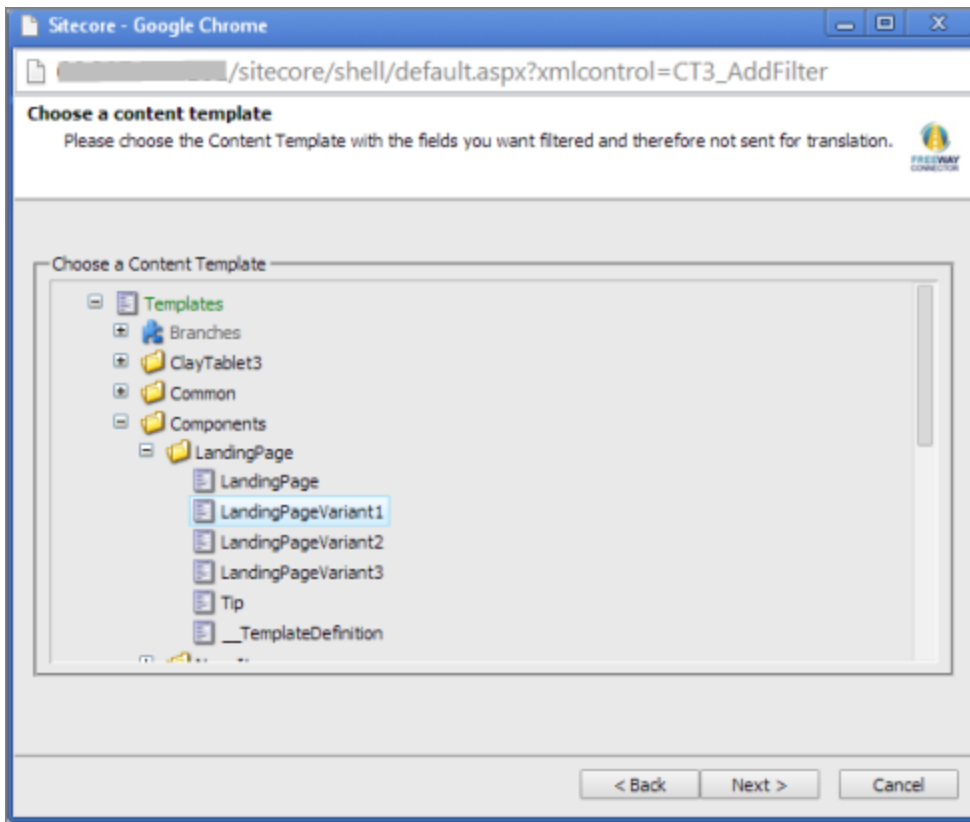 Sitecore - Google Chrome
/sitecore/shell/default.aspx?xmlcontrol=CT3_AddFilter
Choose a content template
Please choose the Content Template with the fields you want filtered and therefore not sent for translation.
FREEWAY
CONNECTOR
Choose a Content Template
Templates
Branches
ClayTablet3
Common
Components
LandingPage
LandingPage
LandingPageVariant1
LandingPageVariant2
LandingPageVariant3
Tip
__TemplateDefinition
< Back Next > Cancel